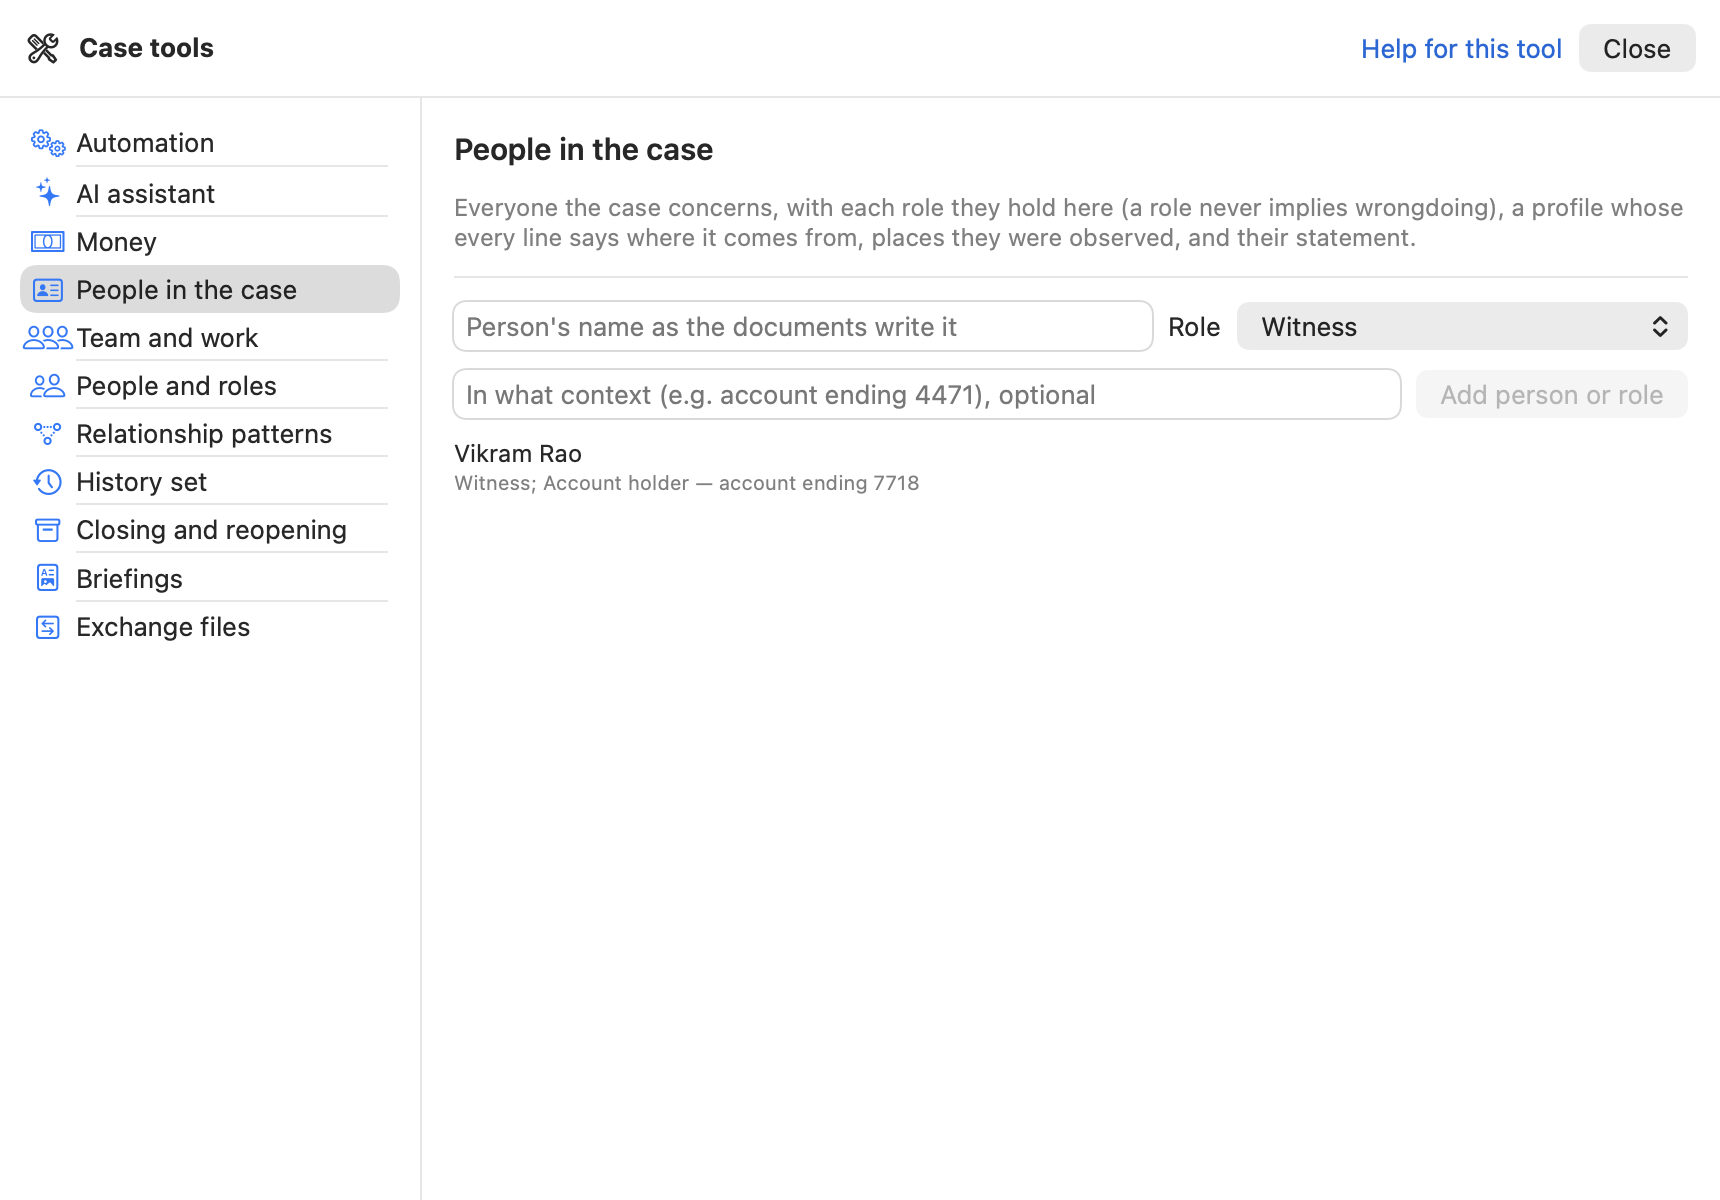 Case tools
Help for this tool
Close
Automation
AI assistant
Money
People in the case
Team and work
People and roles
Relationship patterns
History set
Closing and reopening
Briefings
Exchange files
People in the case
Everyone the case concerns, with each role they hold here (a role never implies wrongdoing), a profile whose
every line says where it comes from, places they were observed, and their statement.
Person's name as the documents write it
Role
Witness
In what context (e.g. account ending 4471), optional
Add person or role
Vikram Rao
Witness; Account holder — account ending 7718